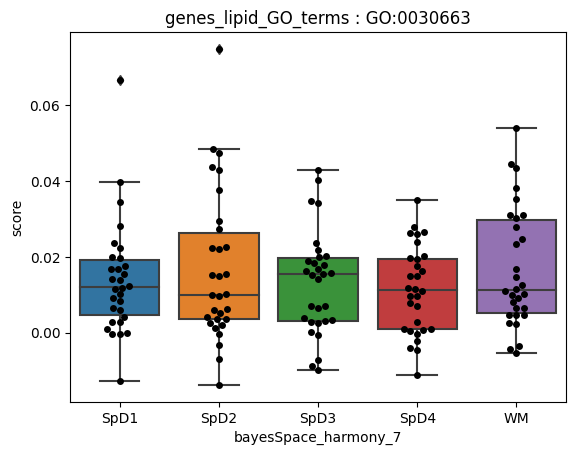 genes_lipid_GO_terms : GO:0030663
0.06
0.04
0.02
0.00
score
SpD1 SpD2 SpD3 SpD4 WM
bayesSpace_harmony_7